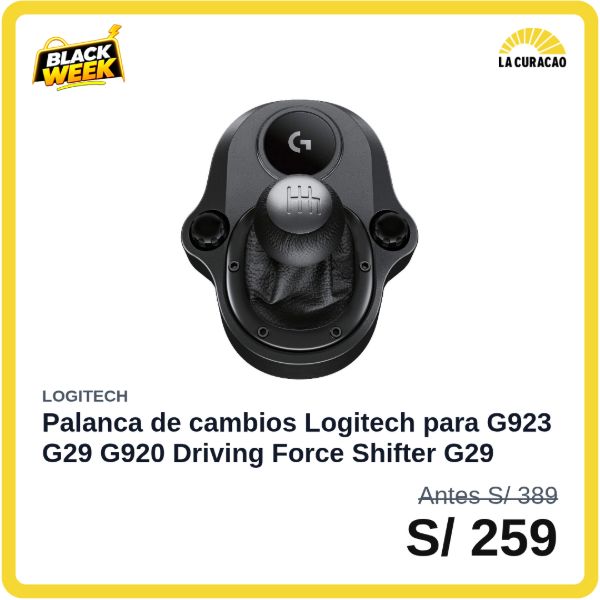 BLACK
WEEK
LA CURACAO
G
LOGITECH
Palanca de cambios Logitech para G923
G29 G920 Driving Force Shifter G29
Antes S/ 389
S/ 259